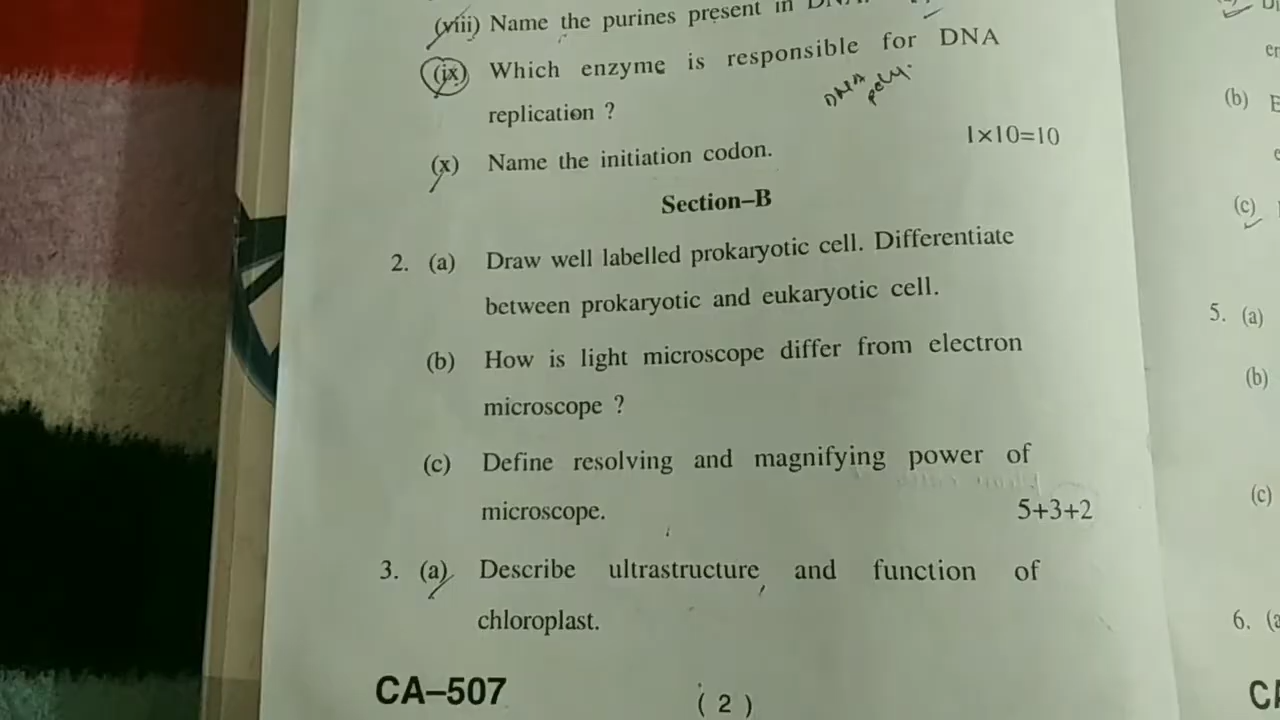 (viii) Name the purines present in DNA.
(ix) Which enzyme is responsible for DNA
replication ?
DNA
poly.
1×10=10
(x) Name the initiation codon.
Section–B
2. (a) Draw well labelled prokaryotic cell. Differentiate
between prokaryotic and eukaryotic cell.
(b) How is light microscope differ from electron
microscope ?
(c) Define resolving and magnifying power of
microscope.
5+3+2
3. (a) Describe ultrastructure and function of
chloroplast.
CA–507
( 2 )
(b)
(c)
5. (a)
(b)
(c)
6. (a